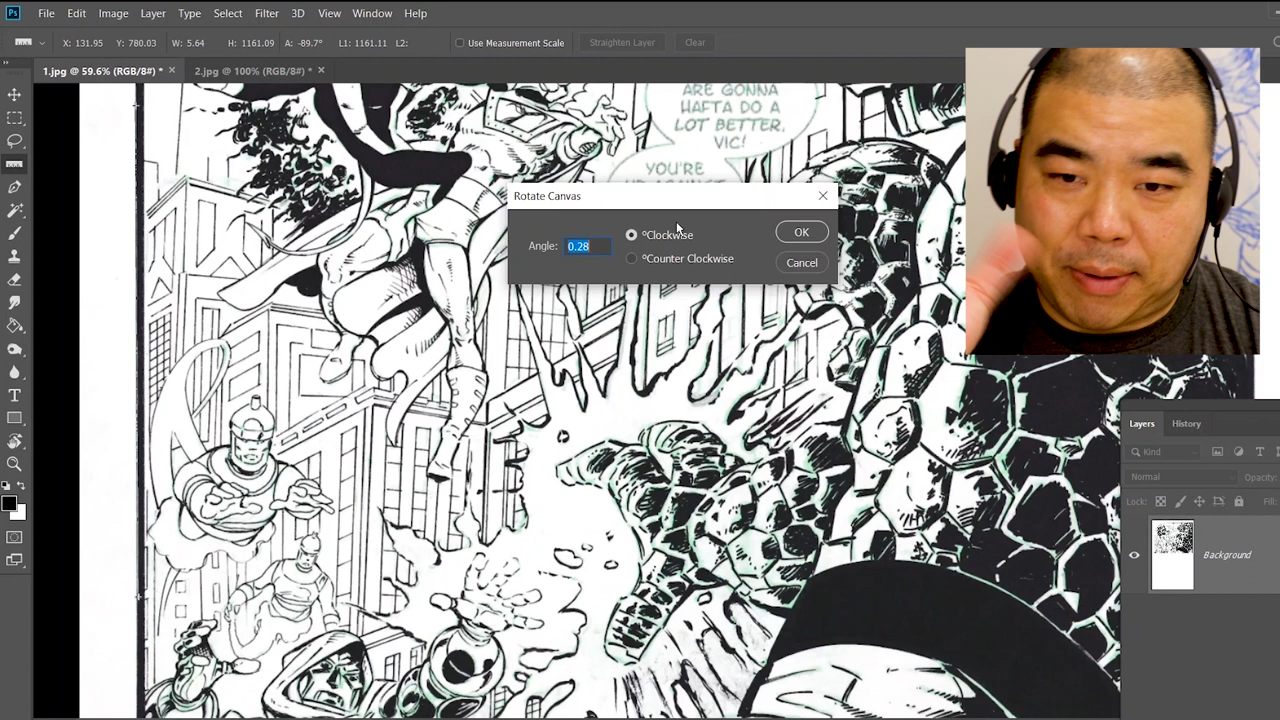 Ps File Edit Image Layer Type Select Filter 3D View Window Help
X: 131.95 Y: 780.03 W: 5.64 H: 1161.09 A: -89.7° L1: 1161.11 L2: Use Measurement Scale Straighten Layer Clear
1.jpg @ 59.6% (RGB/8#) * × 2.jpg @ 100% (RGB/8#) * ×
ARE GONNA
HAFTA DO A
LOT BETTER,
VIC!
YOU'RE
Rotate Canvas
Angle: 0.28
°Clockwise
°Counter Clockwise
OK
Cancel
Layers History
Kind
Normal Opacity:
Lock: Fill:
Background